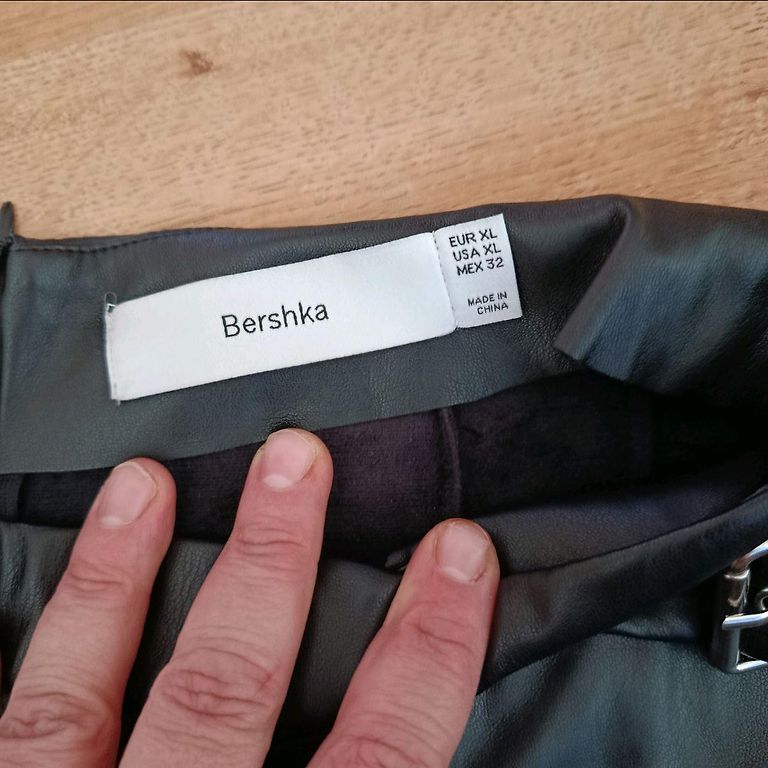 Bershka
EUR XL
USA XL
MEX 32
MADE IN
CHINA